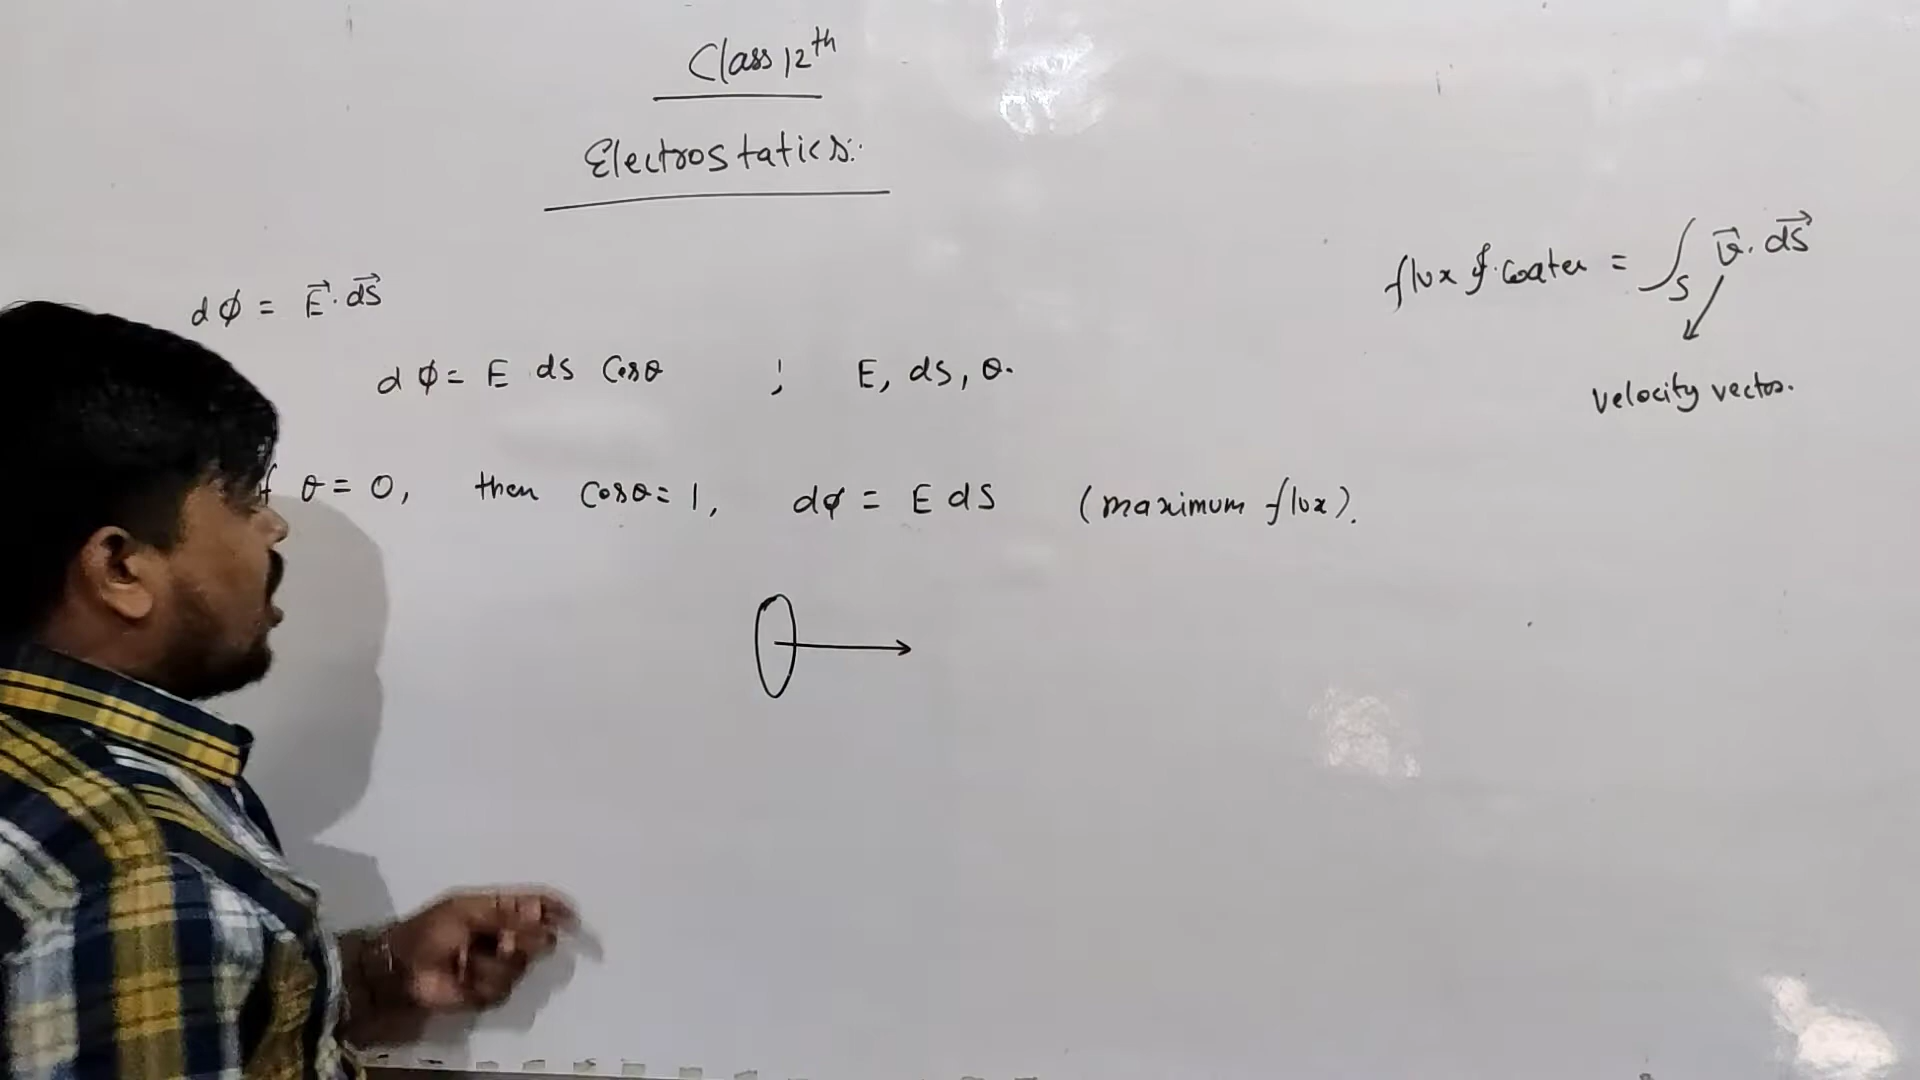 Class 12th
Electrostatics:
dϕ = E⃗. dS⃗
dϕ = E ds Cosθ ; E, ds, θ.
f θ = 0, then Cosθ = 1, dϕ = E dS (maximum flux).
flux of water = ∫S v⃗. dS⃗
Velocity vector.